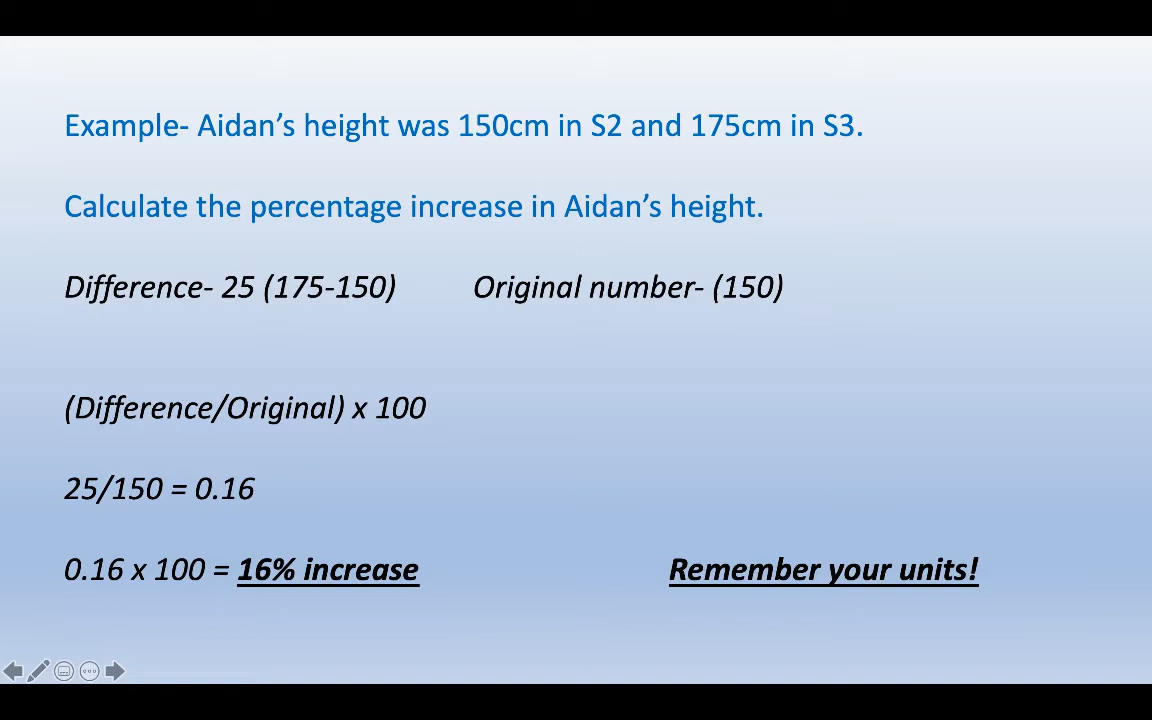 Example- Aidan’s height was 150cm in S2 and 175cm in S3.
Calculate the percentage increase in Aidan’s height.
Difference- 25 (175-150) Original number- (150)
(Difference/Original) x 100
25/150 = 0.16
0.16 x 100 = 16% increase Remember your units!